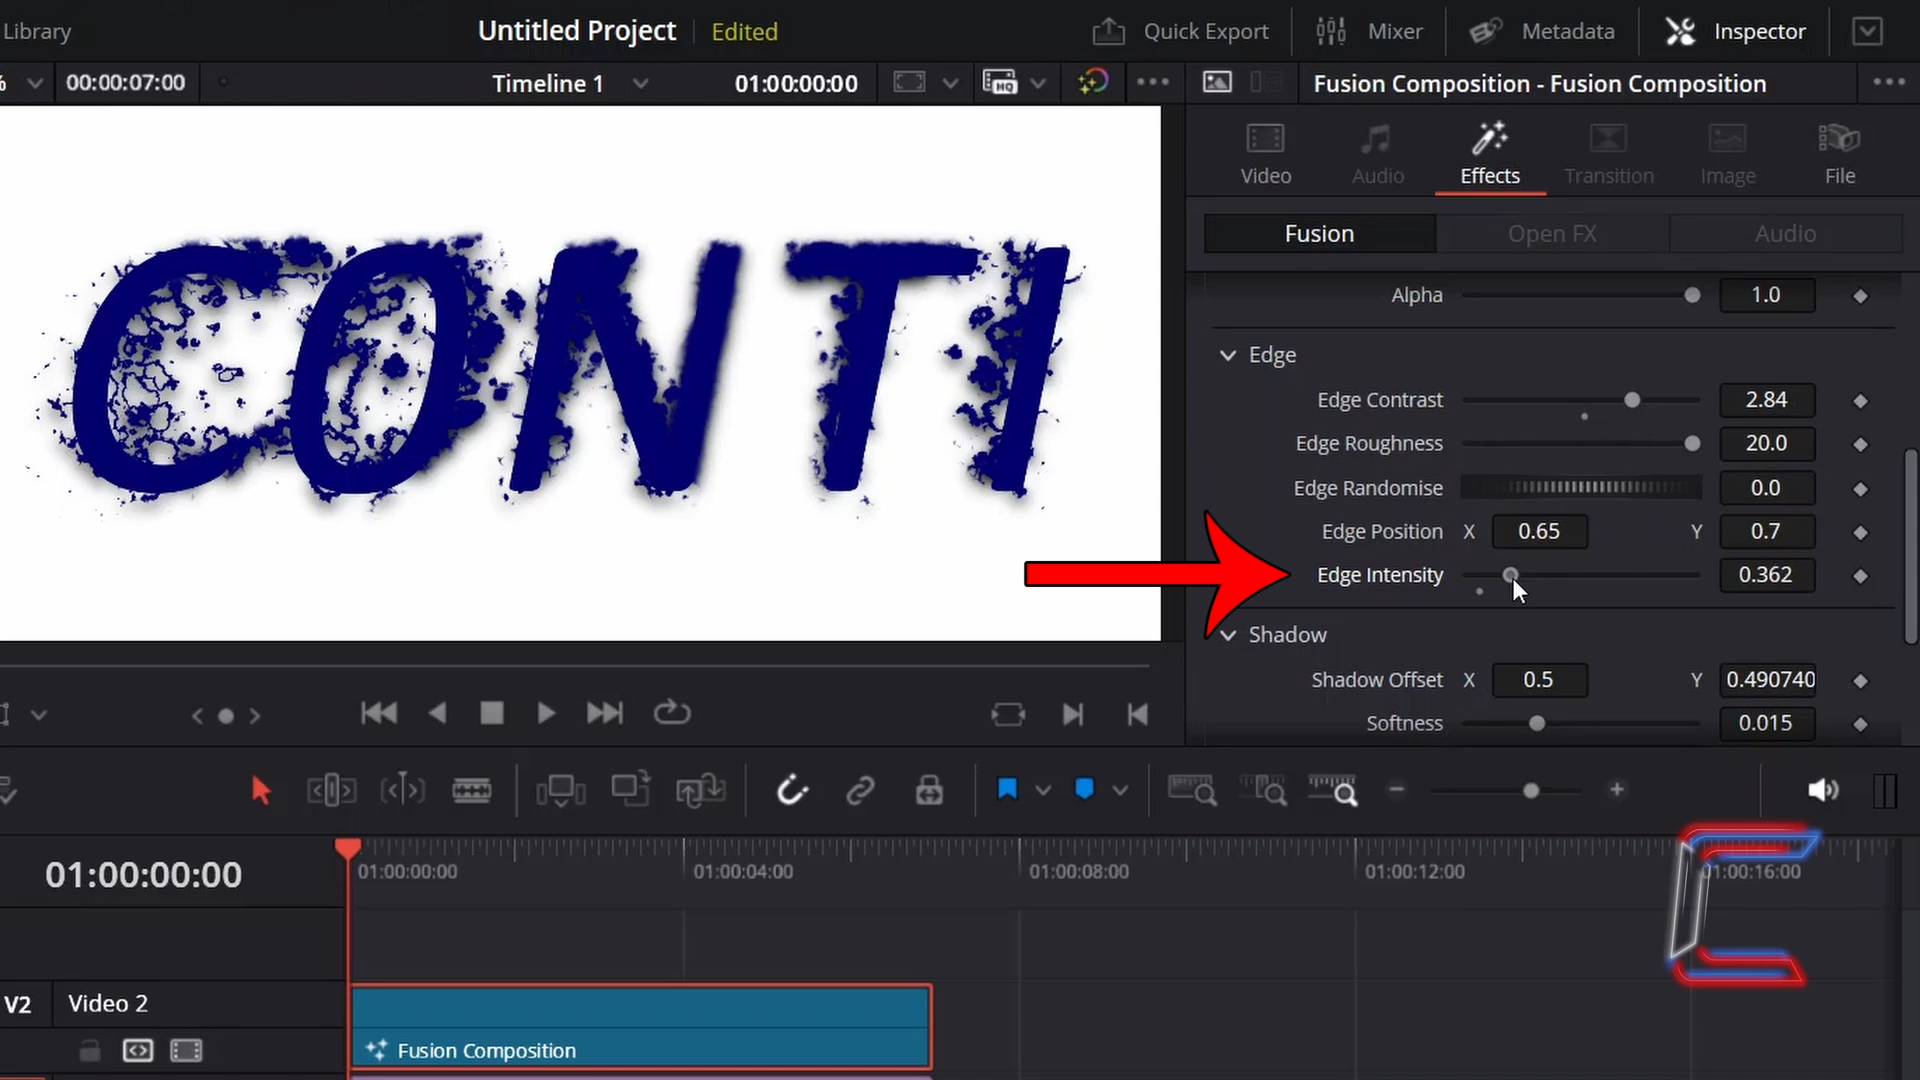 Library
Untitled Project
Edited
Quick Export
Mixer
Metadata
Inspector
%
00:00:07:00
Timeline 1
01:00:00:00
HQ
Fusion Composition - Fusion Composition
Video
Audio
Effects
Transition
Image
File
Fusion
Open FX
Audio
CONTI
Alpha
1.0
Edge
Edge Contrast
2.84
Edge Roughness
20.0
Edge Randomise
0.0
Edge Position X 0.65 Y 0.7
Edge Intensity
0.362
Shadow
Shadow Offset X 0.5 Y 0.490740
Softness
0.015
01:00:00:00
01:00:00:00
01:00:04:00
01:00:08:00
01:00:12:00
01:00:16:00
V2
Video 2
Fusion Composition